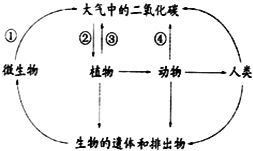 大气中的二氧化碳
① ② ③ ④
微生物 植物 动物 人类
生物的遗体和排出物